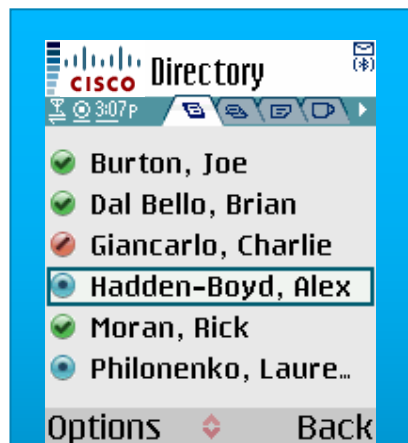 CISCO Directory
3:07P
Burton, Joe
Dal Bello, Brian
Giancarlo, Charlie
Hadden-Boyd, Alex
Moran, Rick
Philonenko, Laure…
Options Back